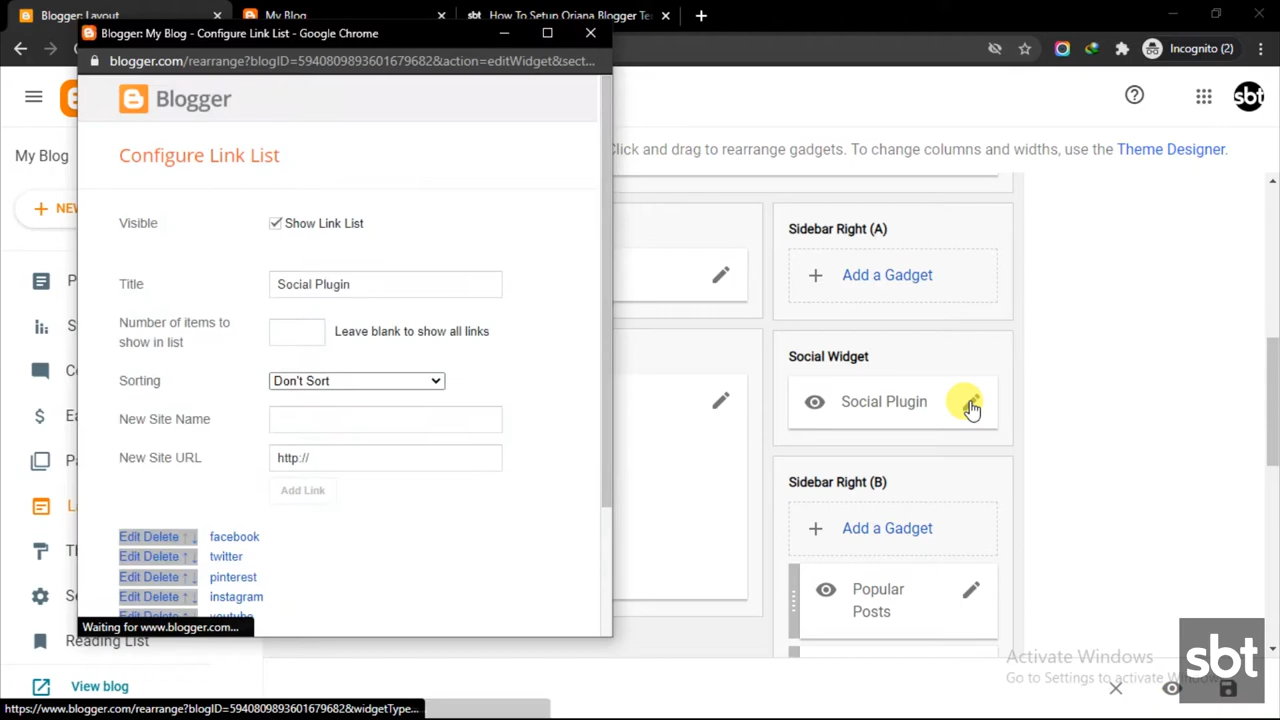 Blogger: Layout
My Blog
sbt How To Setup Oriana Blogger Te
Blogger: My Blog - Configure Link List - Google Chrome
blogger.com/rearrange?blogID=5940809893601679682&action=editWidget&sect...
Incognito (2)
Blogger
sbt
My Blog
Click and drag to rearrange gadgets. To change columns and widths, use the Theme Designer.
Configure Link List
NEW
Visible
Show Link List
Sidebar Right (A)
Add a Gadget
Title
Social Plugin
Number of items to
show in list
Leave blank to show all links
Sorting
Don't Sort
Social Widget
Social Plugin
New Site Name
New Site URL
http://
Sidebar Right (B)
Add Link
Add a Gadget
Edit Delete ↑ ↓ facebook
Edit Delete ↑ ↓ twitter
Edit Delete ↑ ↓ pinterest
Edit Delete ↑ ↓ instagram
Edit Delete ↑ ↓ youtube
Popular
Posts
Waiting for www.blogger.com...
Reading List
View blog
Activate Windows
Go to Settings to activate Windows.
sbt
https://www.blogger.com/rearrange?blogID=5940809893601679682&widgetType...